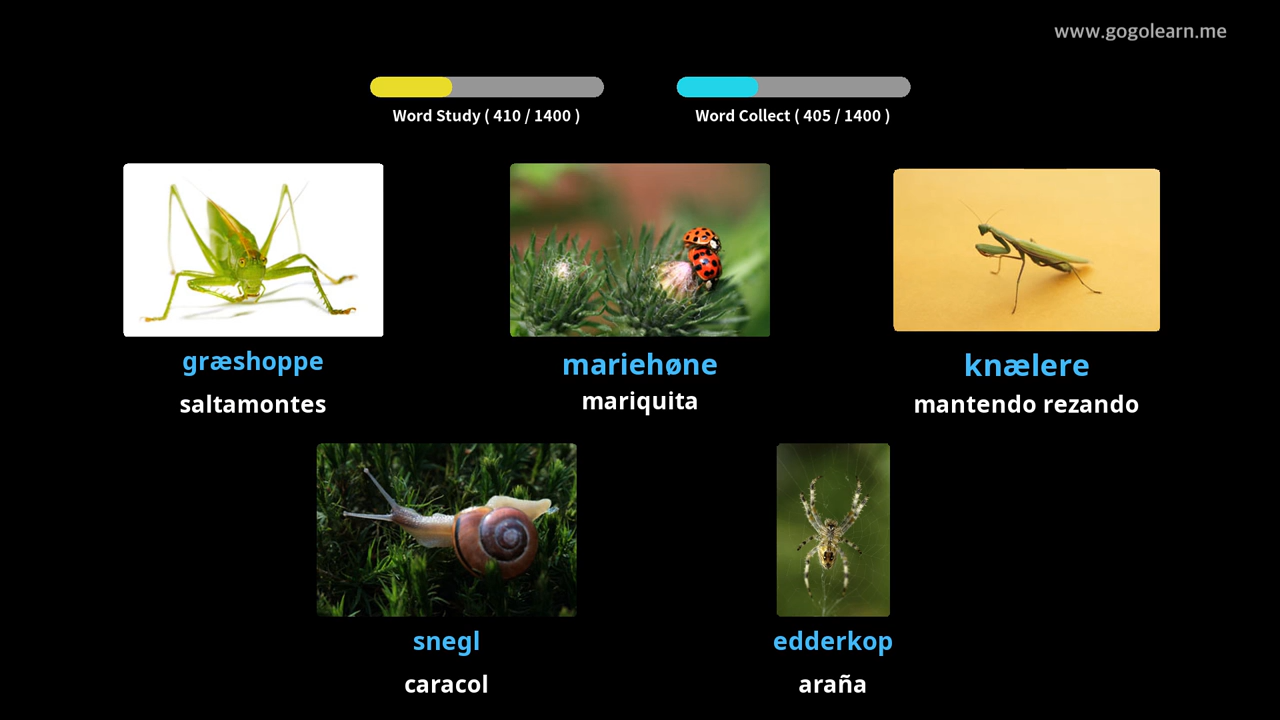 www.gogolearn.me
Word Study ( 410 / 1400 )
Word Collect ( 405 / 1400 )
græshoppe
saltamontes
mariehøne
mariquita
knælere
mantendo rezando
snegl
caracol
edderkop
araña